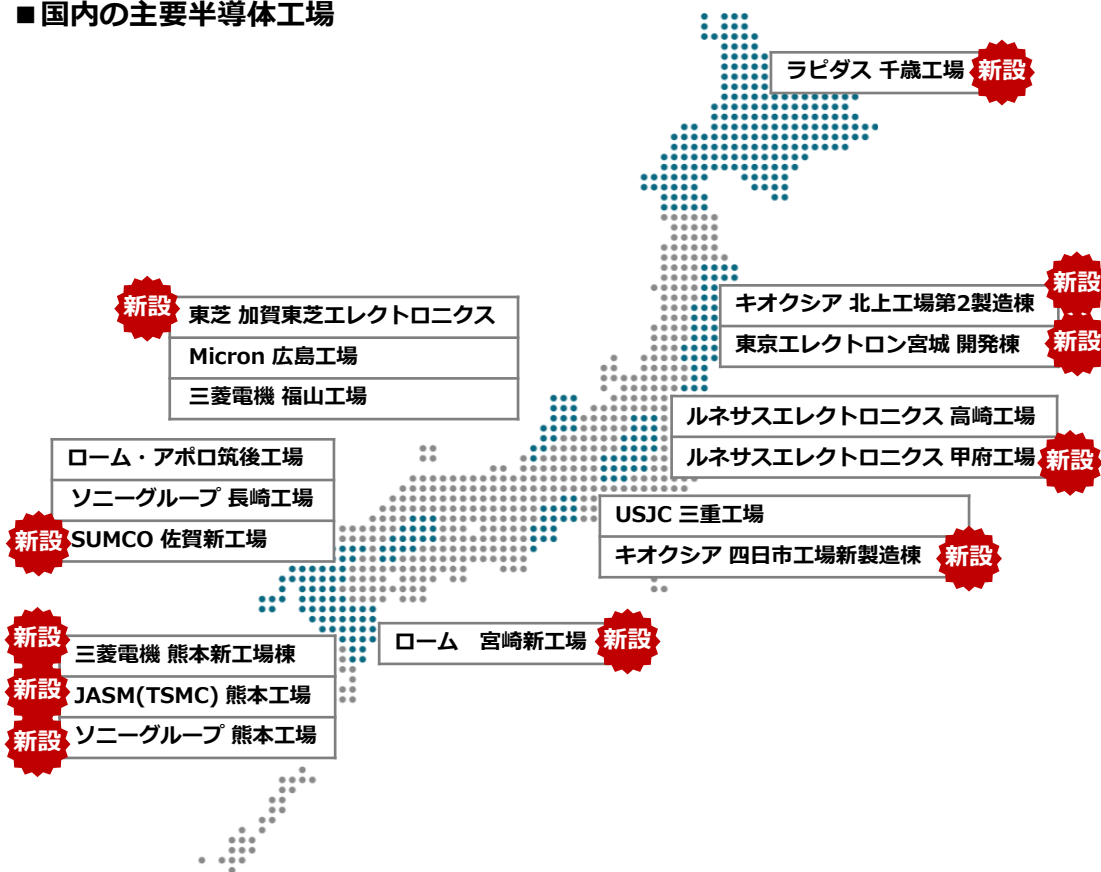 ■国内の主要半導体工場
ラピダス 千歳工場 新設
新設
キオクシア 北上工場第2製造棟
東京エレクトロン宮城 開発棟 新設
新設 東芝 加賀東芝エレクトロニクス
Micron 広島工場
三菱電機 福山工場
ルネサスエレクトロニクス 高崎工場
ルネサスエレクトロニクス 甲府工場 新設
ローム・アポロ筑後工場
ソニーグループ 長崎工場
新設 SUMCO 佐賀新工場
USJC 三重工場
キオクシア 四日市工場新製造棟 新設
ローム　宮崎新工場 新設
新設 三菱電機 熊本新工場棟
新設 JASM(TSMC) 熊本工場
新設 ソニーグループ 熊本工場